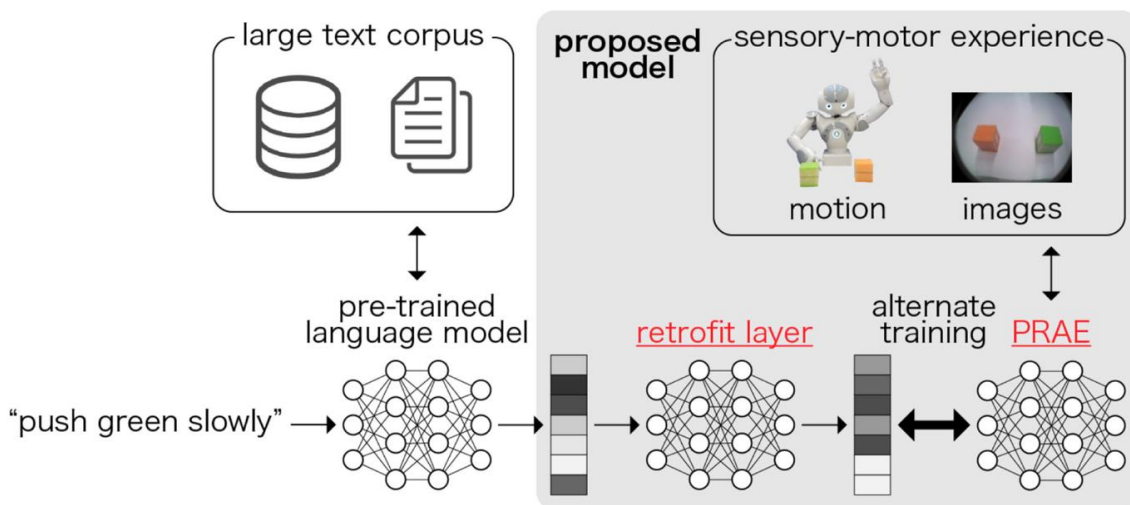 large text corpus
proposed
model
sensory-motor experience
motion
images
pre-trained
language model
retrofit layer
alternate
training
PRAE
“push green slowly”